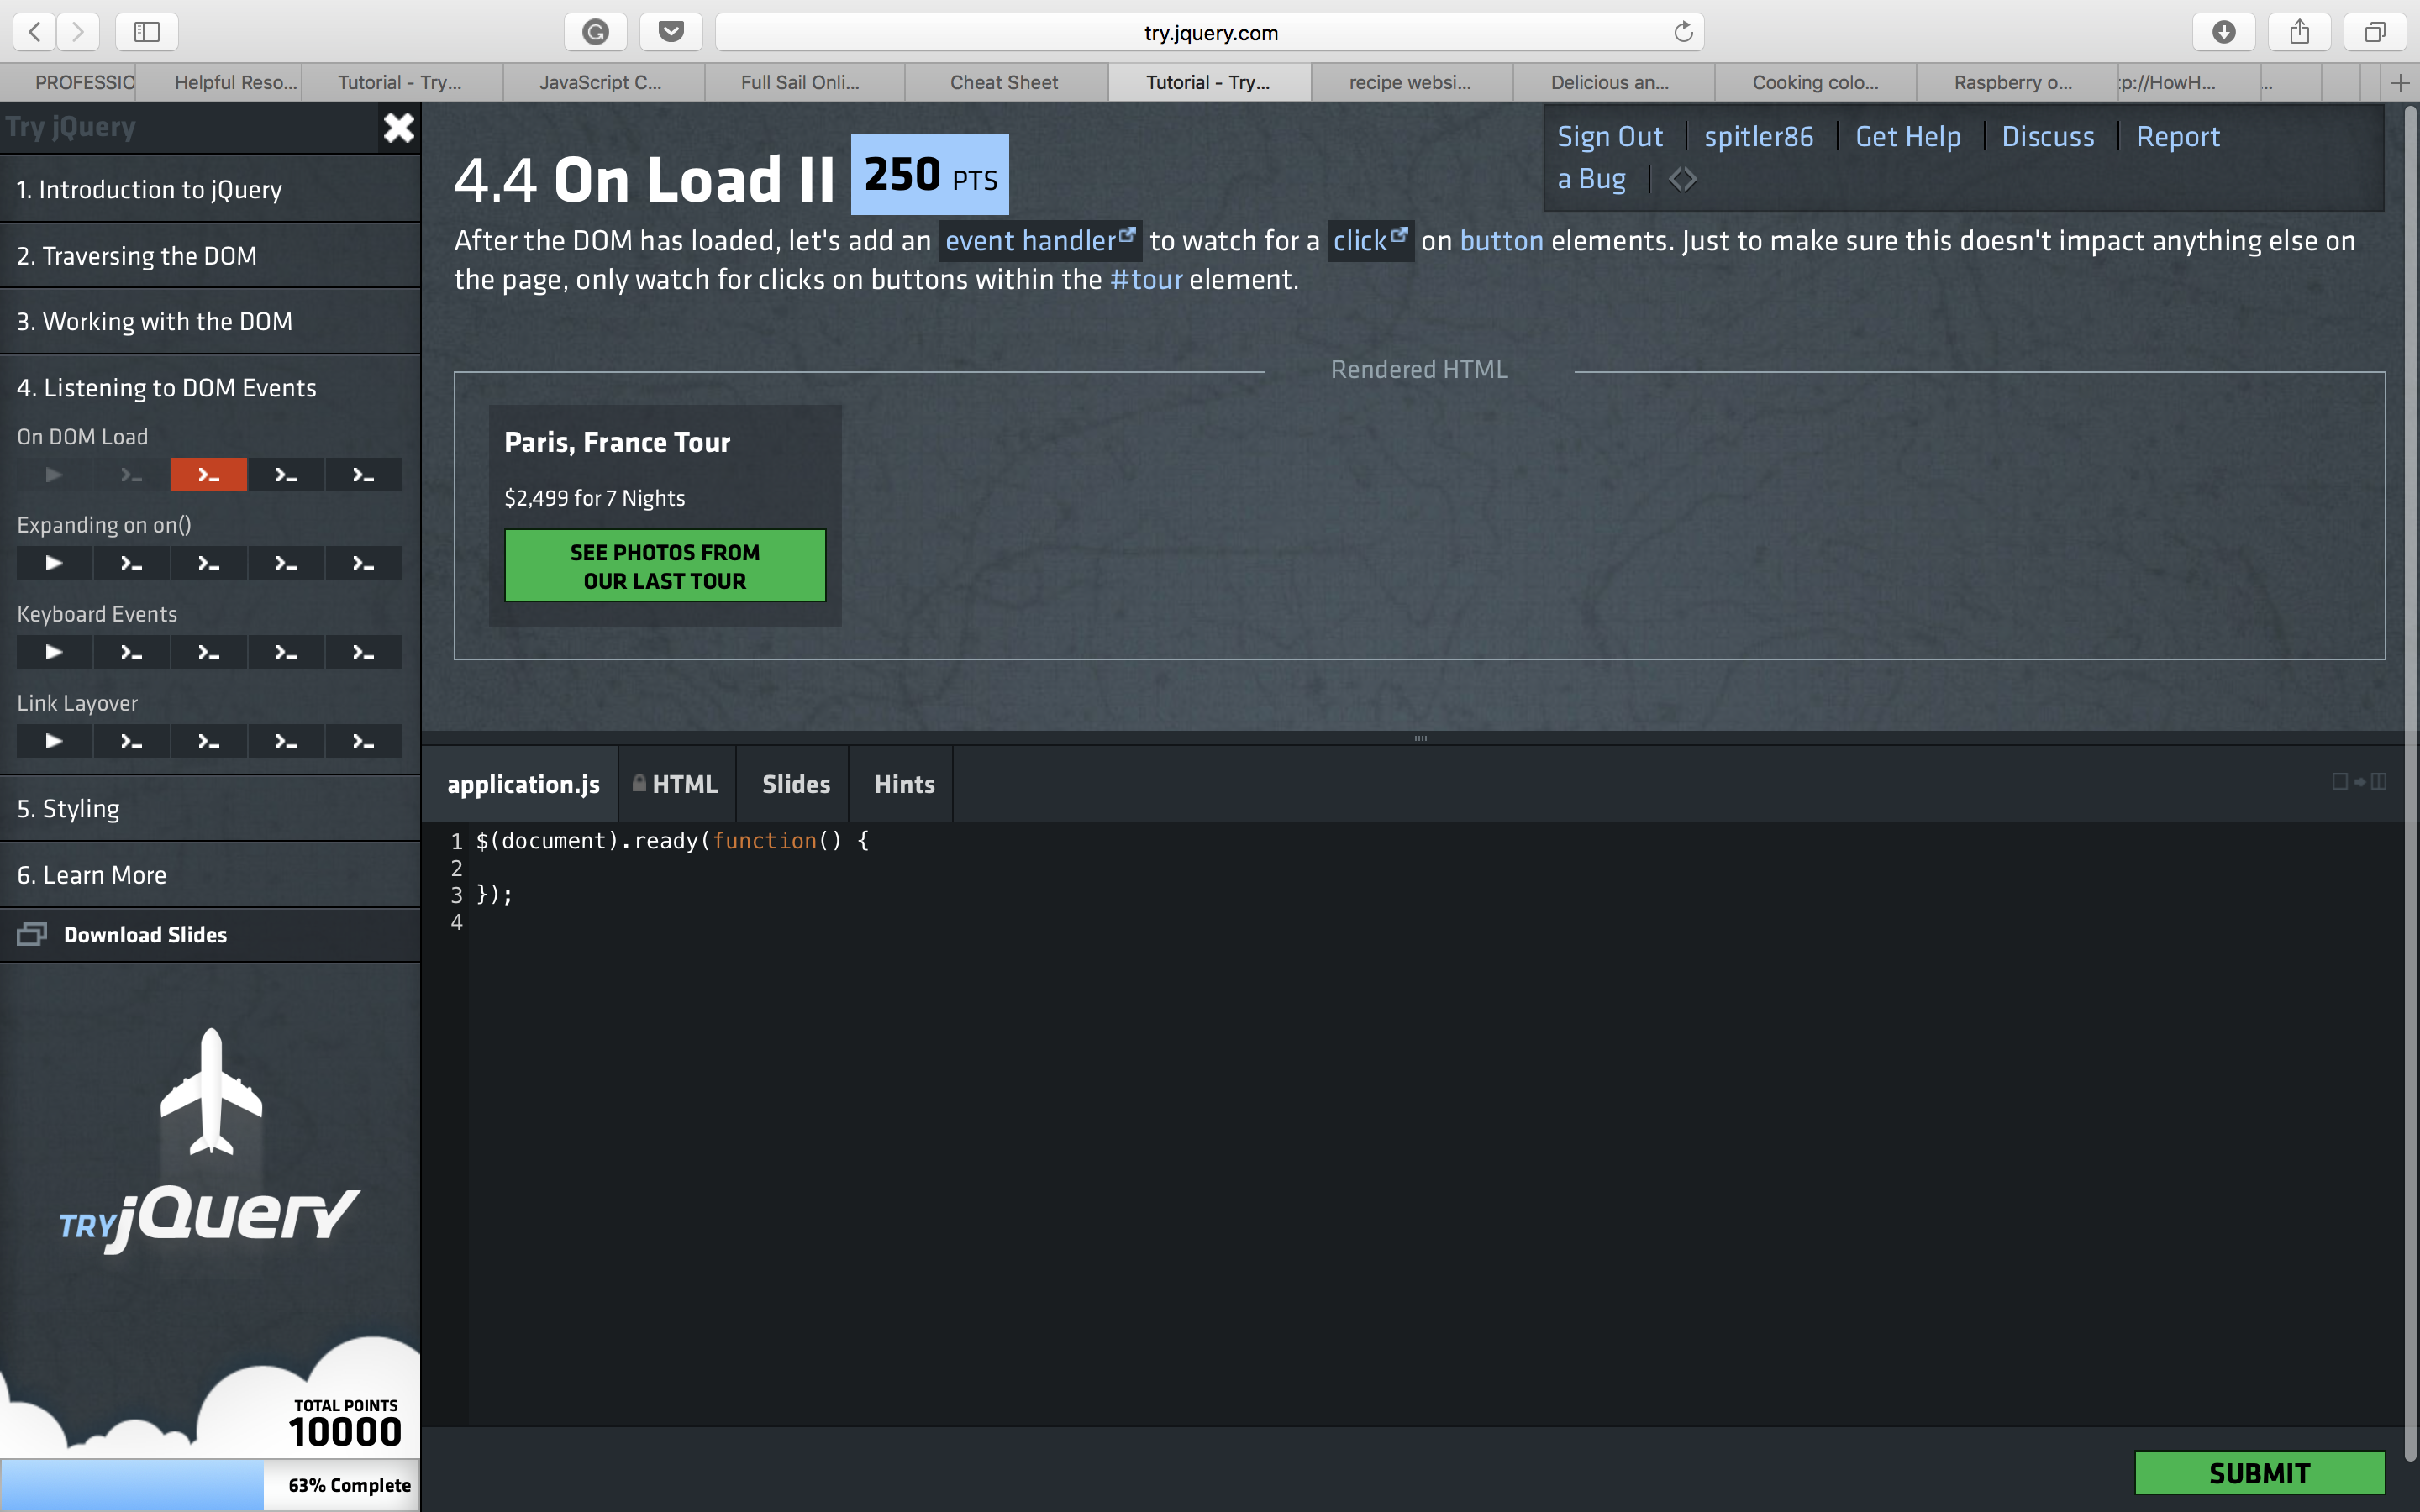 try.jquery.com
PROFESSIO
Helpful Reso...
Tutorial - Try...
JavaScript C...
Full Sail Onli...
Cheat Sheet
Tutorial - Try...
recipe websi...
Delicious an...
Cooking colo...
Raspberry o...
tp://HowH...
...
Try jQuery
1. Introduction to jQuery
2. Traversing the DOM
3. Working with the DOM
4. Listening to DOM Events
On DOM Load
Expanding on on()
Keyboard Events
Link Layover
5. Styling
6. Learn More
Download Slides
TRY jQuery
TOTAL POINTS
10000
63% Complete
4.4 On Load II 250 PTS
Sign Out spitler86 Get Help Discuss Report
a Bug <>
After the DOM has loaded, let's add an event handler to watch for a click on button elements. Just to make sure this doesn't impact anything else on
the page, only watch for clicks on buttons within the #tour element.
Rendered HTML
Paris, France Tour
$2,499 for 7 Nights
SEE PHOTOS FROM
OUR LAST TOUR
application.js HTML Slides Hints
1 $(document).ready(function() {
2
3 });
4
SUBMIT